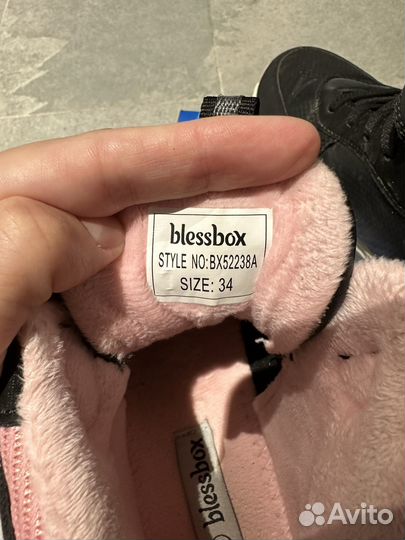 blessbox
STYLE NO:BX52238A
SIZE: 34
blessbox
Avito